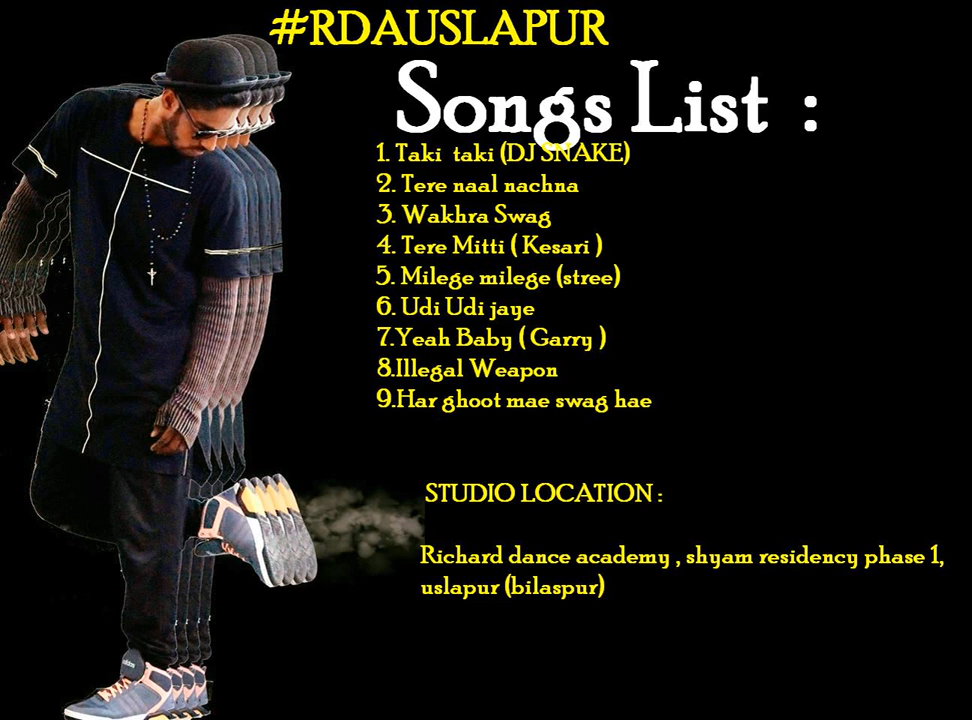 #RDAUSLAPUR
Songs List :
1. Taki taki (DJ SNAKE)
2. Tere naal nachna
3. Wakhra Swag
4. Tere Mitti ( Kesari )
5. Milege milege (stree)
6. Udi Udi jaye
7.Yeah Baby ( Garry )
8.Illegal Weapon
9.Har ghoot mae swag hae
STUDIO LOCATION :
Richard dance academy , shyam residency phase 1,
uslapur (bilaspur)
adidas